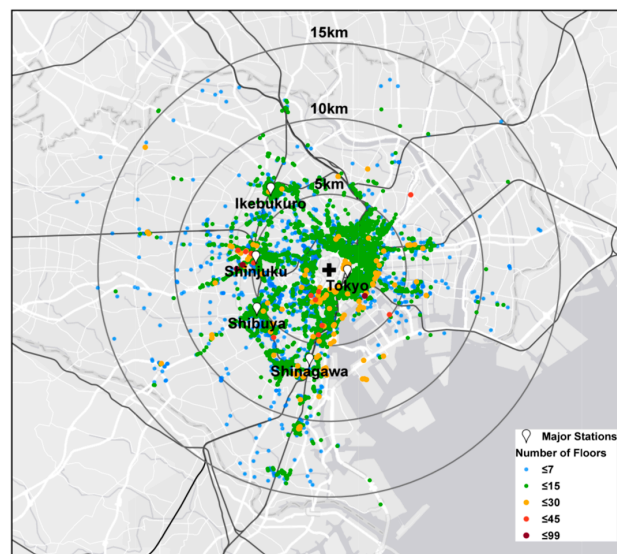 15km
10km
5km
Ikebukuro
Shinjuku
Tokyo
Shibuya
Shinagawa
Major Stations
Number of Floors
≤7
≤15
≤30
≤45
≤99